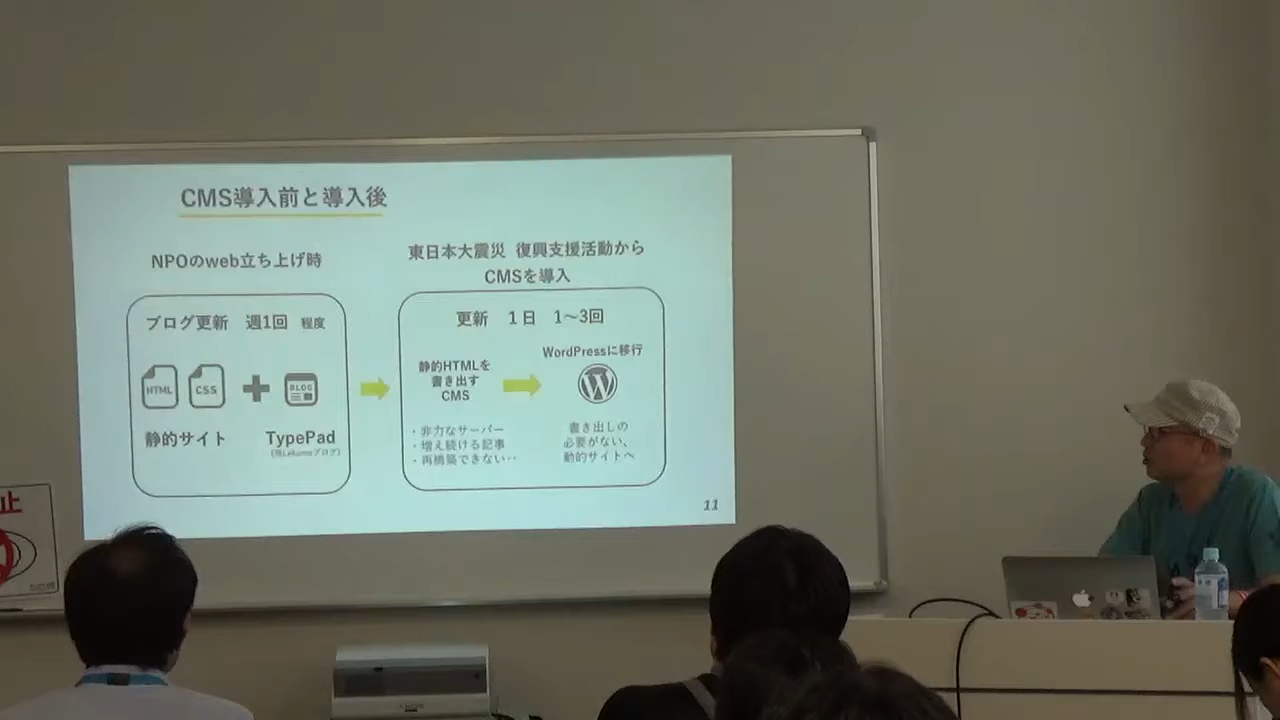 CMS導入前と導入後
NPOのweb立ち上げ時
ブログ更新 週1回 程度
HTML
CSS
BLOG
静的サイト
TypePad
東日本大震災 復興支援活動から
CMSを導入
更新 1日 1〜3回
静的HTMLを
書き出す
CMS
・非力なサーバー
・増え続ける記事
・再構築できない‥
WordPressに移行
書き出しの
必要がない、
動的サイトへ
11
止